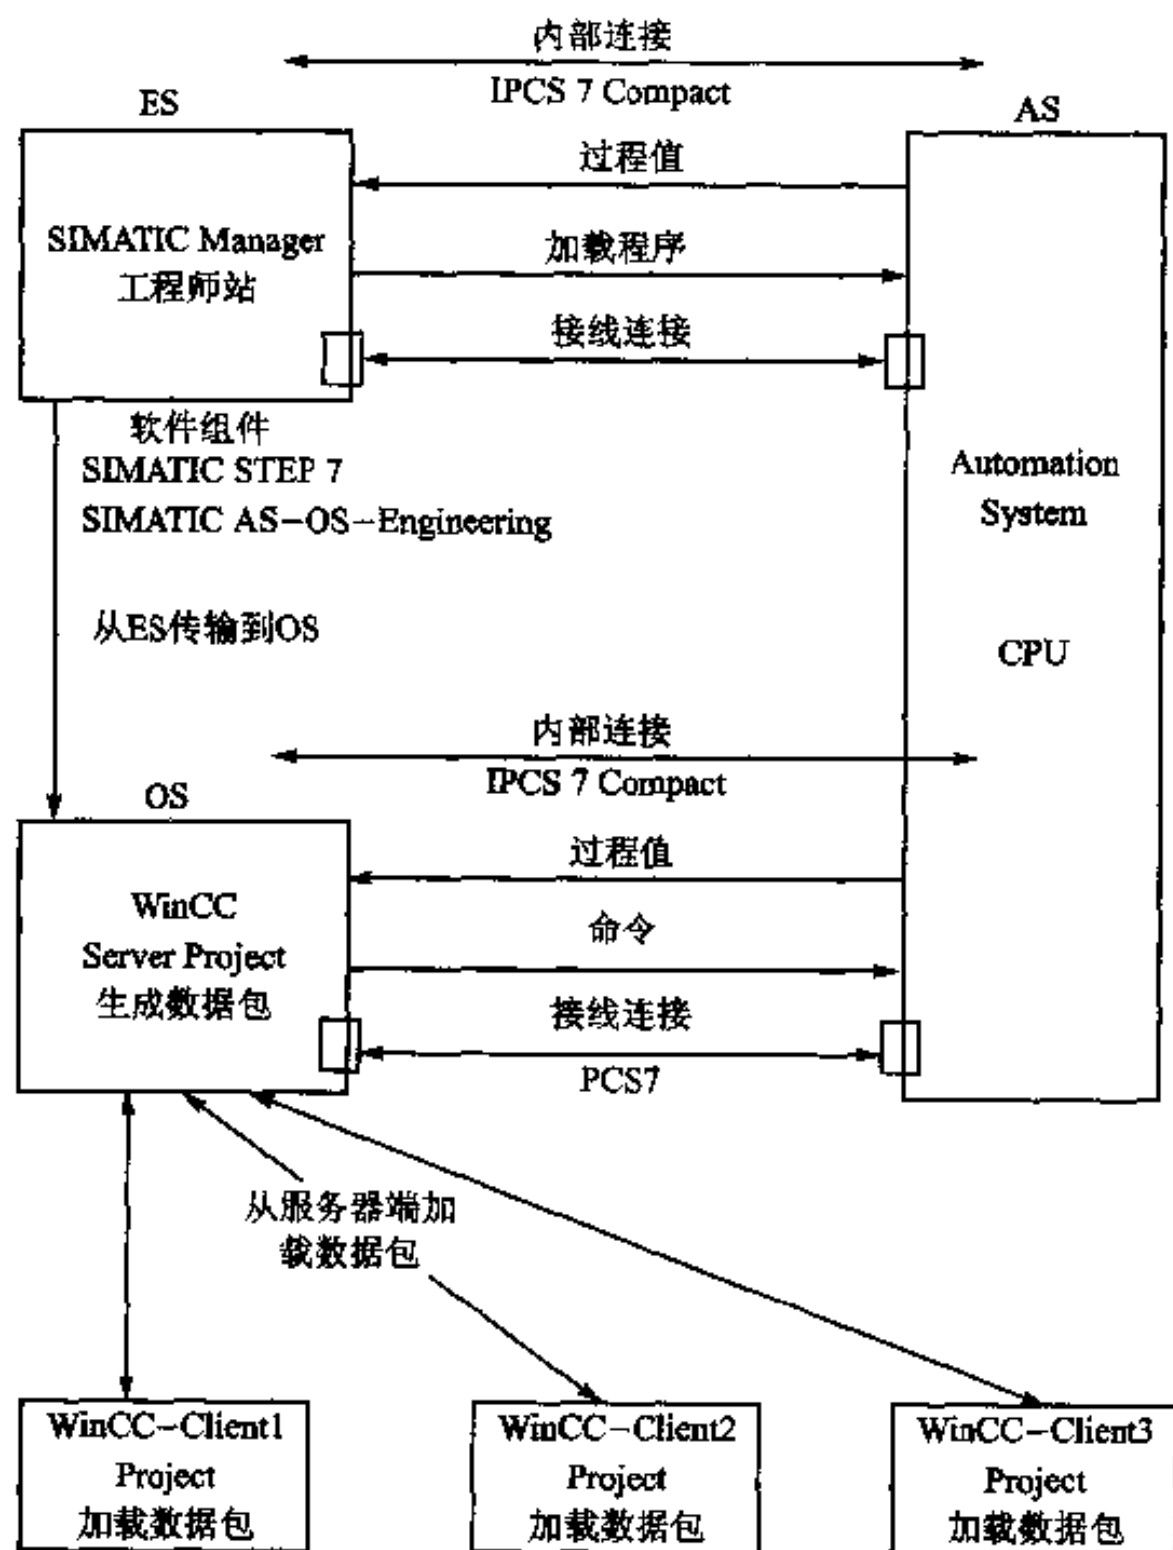 内部连接
IPCS 7 Compact
ES
AS
过程值
SIMATIC Manager
工程师站
加载程序
接线连接
软件组件
SIMATIC STEP 7
SIMATIC AS-OS-Engineering
Automation
System
CPU
从ES传输到OS
内部连接
IPCS 7 Compact
OS
过程值
WinCC
Server Project
生成数据包
命令
接线连接
PCS7
从服务器端加
载数据包
WinCC-Client1
Project
加载数据包
WinCC-Client2
Project
加载数据包
WinCC-Client3
Project
加载数据包